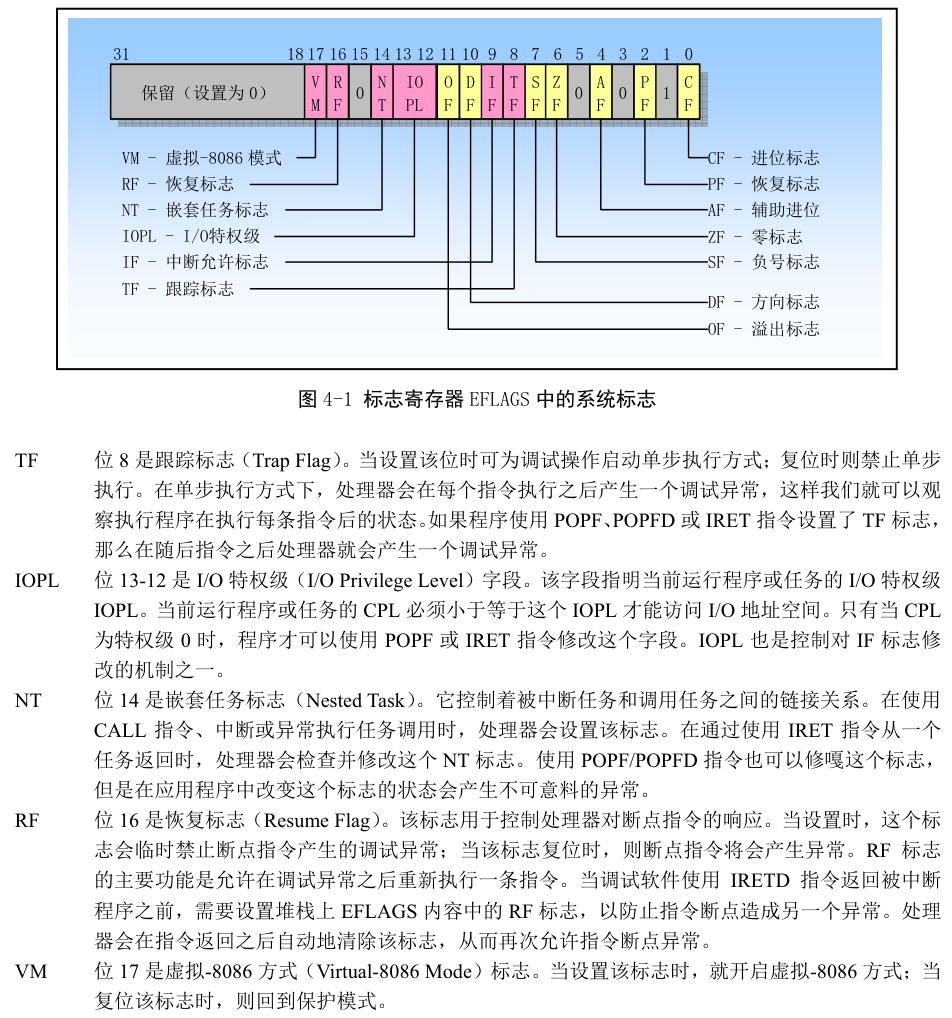 31 18 17 16 15 14 13 12 11 10 9 8 7 6 5 4 3 2 1 0
保留（设置为 0） VM RF 0 NT IOPL OF DF IF TF SF ZF 0 AF 0 PF 1 CF
VM - 虚拟-8086 模式
RF - 恢复标志
NT - 嵌套任务标志
IOPL - I/O特权级
IF - 中断允许标志
TF - 跟踪标志
CF - 进位标志
PF - 恢复标志
AF - 辅助进位
ZF - 零标志
SF - 负号标志
DF - 方向标志
OF - 溢出标志
图 4-1 标志寄存器 EFLAGS 中的系统标志
TF 位 8 是跟踪标志（Trap Flag）。当设置该位时可为调试操作启动单步执行方式；复位时则禁止单步
执行。在单步执行方式下，处理器会在每个指令执行之后产生一个调试异常，这样我们就可以观
察执行程序在执行每条指令后的状态。如果程序使用 POPF、POPFD 或 IRET 指令设置了 TF 标志，
那么在随后指令之后处理器就会产生一个调试异常。
IOPL 位 13-12 是 I/O 特权级（I/O Privilege Level）字段。该字段指明当前运行程序或任务的 I/O 特权级
IOPL。当前运行程序或任务的 CPL 必须小于等于这个 IOPL 才能访问 I/O 地址空间。只有当 CPL
为特权级 0 时，程序才可以使用 POPF 或 IRET 指令修改这个字段。IOPL 也是控制对 IF 标志修
改的机制之一。
NT 位 14 是嵌套任务标志（Nested Task）。它控制着被中断任务和调用任务之间的链接关系。在使用
CALL 指令、中断或异常执行任务调用时，处理器会设置该标志。在通过使用 IRET 指令从一个
任务返回时，处理器会检查并修改这个 NT 标志。使用 POPF/POPFD 指令也可以修嘎这个标志，
但是在应用程序中改变这个标志的状态会产生不可意料的异常。
RF 位 16 是恢复标志（Resume Flag）。该标志用于控制处理器对断点指令的响应。当设置时，这个标
志会临时禁止断点指令产生的调试异常；当该标志复位时，则断点指令将会产生异常。RF 标志
的主要功能是允许在调试异常之后重新执行一条指令。当调试软件使用 IRETD 指令返回被中断
程序之前，需要设置堆栈上 EFLAGS 内容中的 RF 标志，以防止指令断点造成另一个异常。处理
器会在指令返回之后自动地清除该标志，从而再次允许指令断点异常。
VM 位 17 是虚拟-8086 方式（Virtual-8086 Mode）标志。当设置该标志时，就开启虚拟-8086 方式；当
复位该标志时，则回到保护模式。